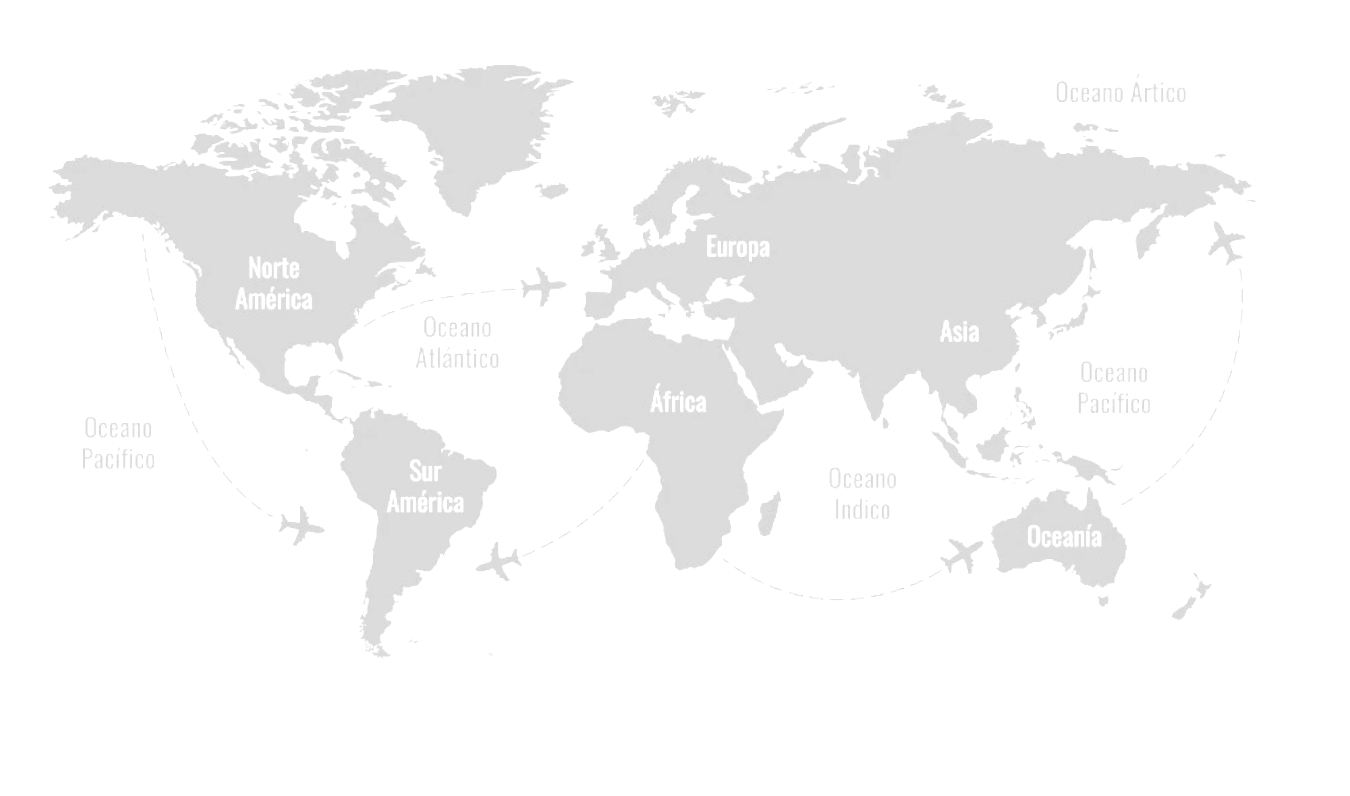 Oceano Ártico
Europa
Norte
América
Oceano
Atlántico
Asia
Oceano
Pacífico
África
Oceano
Pacífico
Sur
América
Oceano
Indico
Oceanía